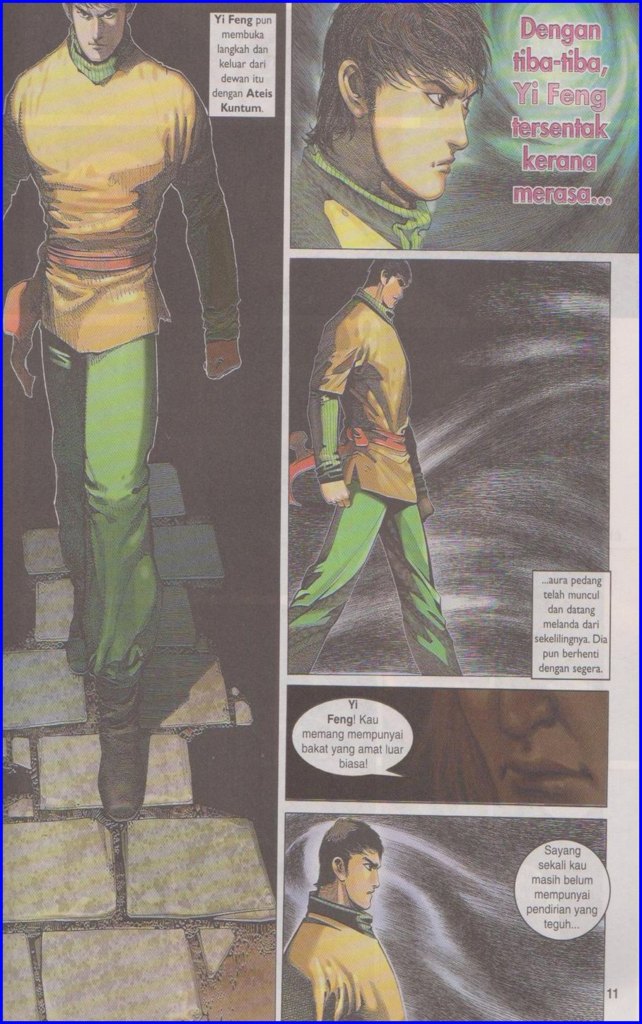 Yi Feng pun
membuka
langkah dan
keluar dari
dewan itu
dengan Ateis
Kuntum.
Dengan
tiba-tiba,
Yi Feng
tersentak
kerana
merasa...
...aura pedang
telah muncul
dan datang
melanda dari
sekelilingnya. Dia
pun berhenti
dengan segera.
Yi
Feng! Kau
memang mempunyai
bakat yang amat luar
biasa!
Sayang
sekali kau
masih belum
mempunyai
pendirian yang
teguh...
11